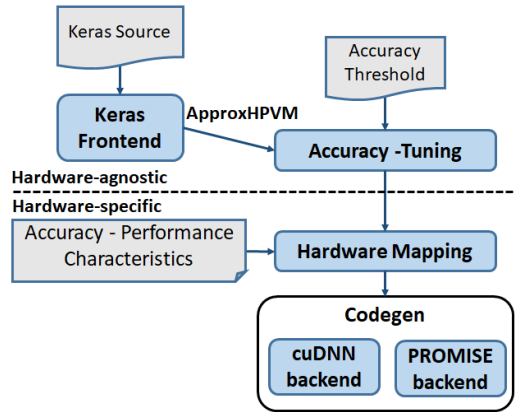 Keras Source
Accuracy
Threshold
Keras
Frontend
ApproxHPVM
Accuracy -Tuning
Hardware-agnostic
Hardware-specific
Accuracy - Performance
Characteristics
Hardware Mapping
Codegen
cuDNN
backend
PROMISE
backend